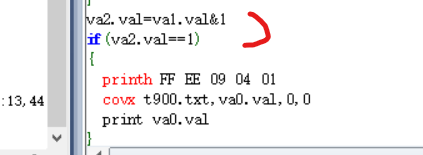 }
va2.val=va1.val&1
if(va2.val==1)
{
printh FF EE 09 04 01
:13,44
covx t900.txt,va0.val,0,0
print va0.val
}